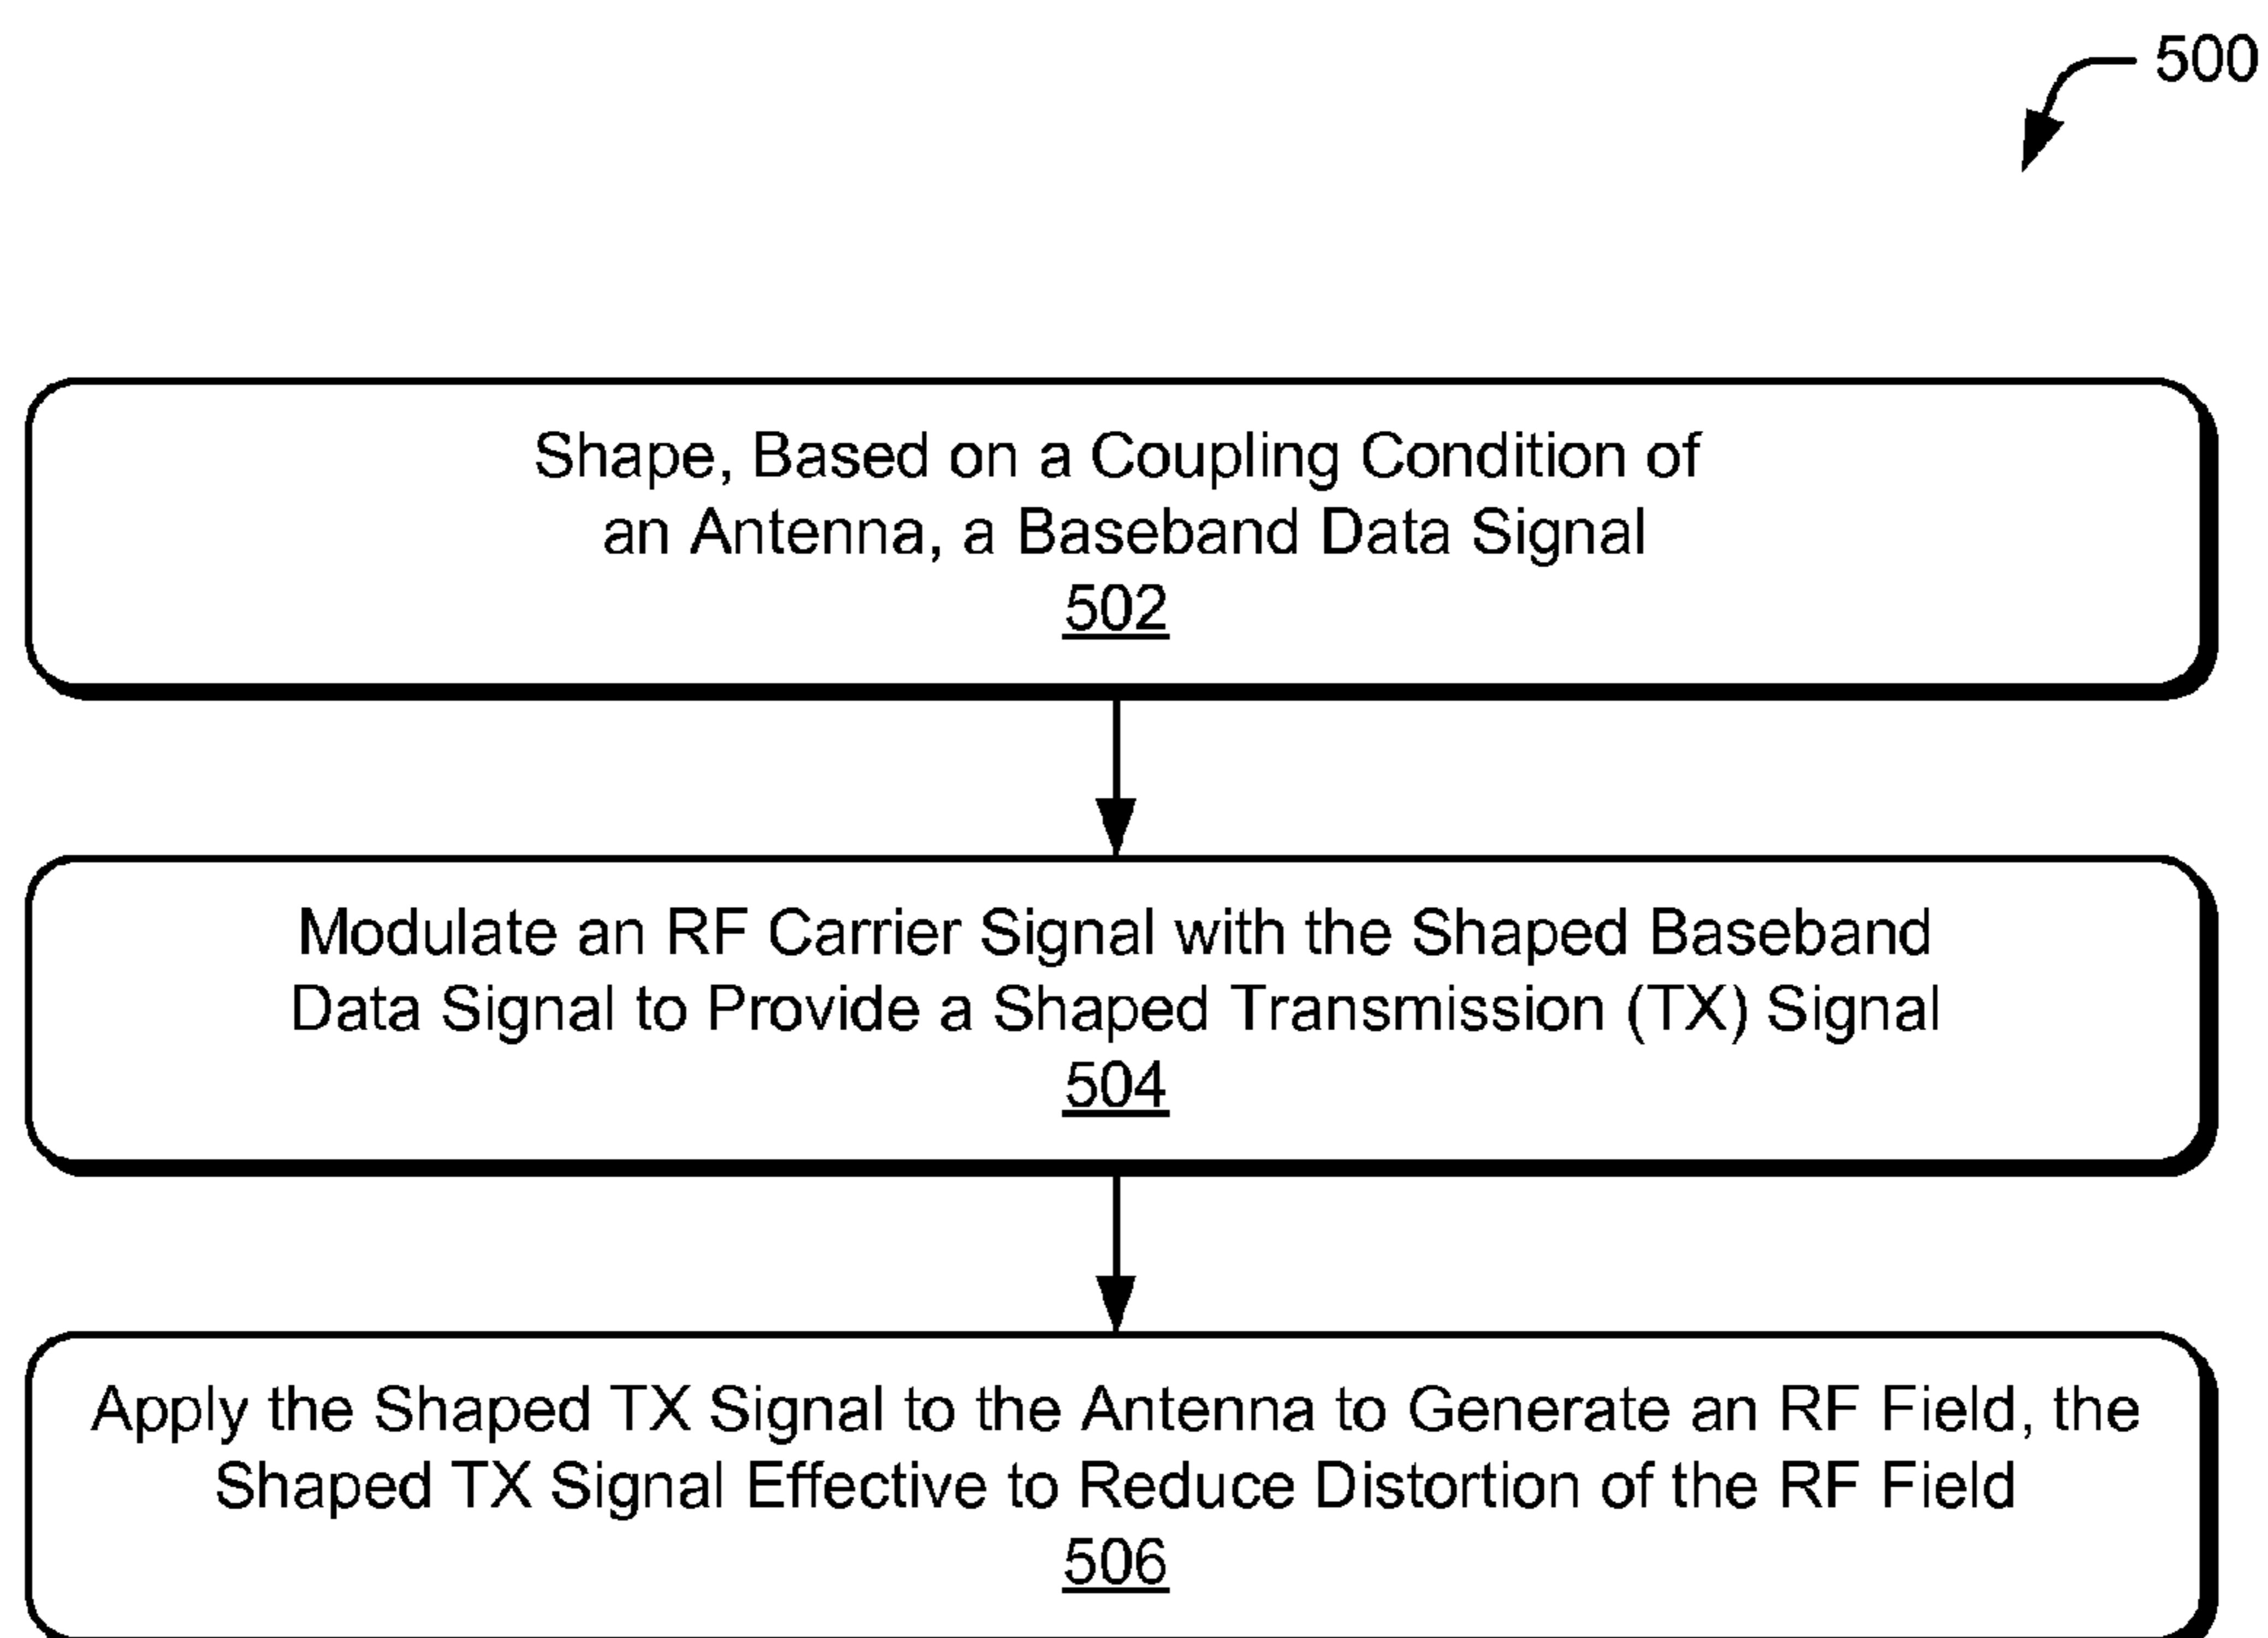 500
Shape, Based on a Coupling Condition of
an Antenna, a Baseband Data Signal
502
Modulate an RF Carrier Signal with the Shaped Baseband
Data Signal to Provide a Shaped Transmission (TX) Signal
504
Apply the Shaped TX Signal to the Antenna to Generate an RF Field, the
Shaped TX Signal Effective to Reduce Distortion of the RF Field
506